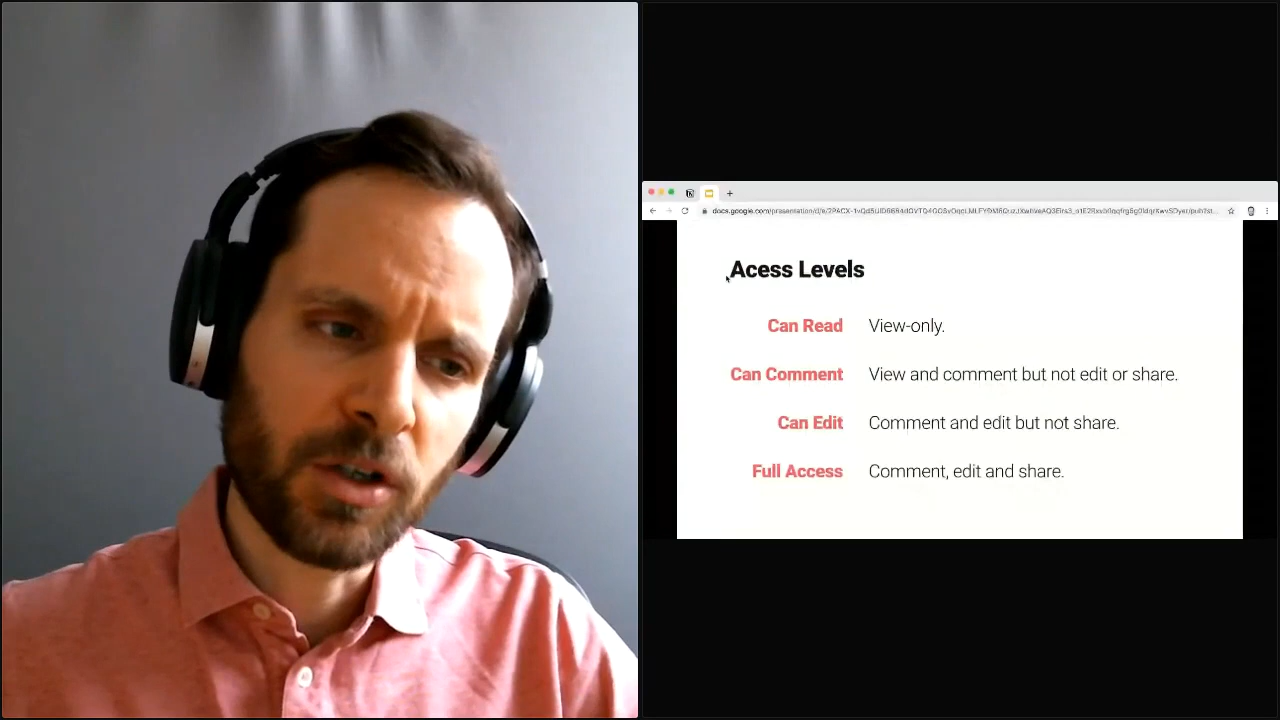 Acess Levels
Can Read View-only.
Can Comment View and comment but not edit or share.
Can Edit Comment and edit but not share.
Full Access Comment, edit and share.